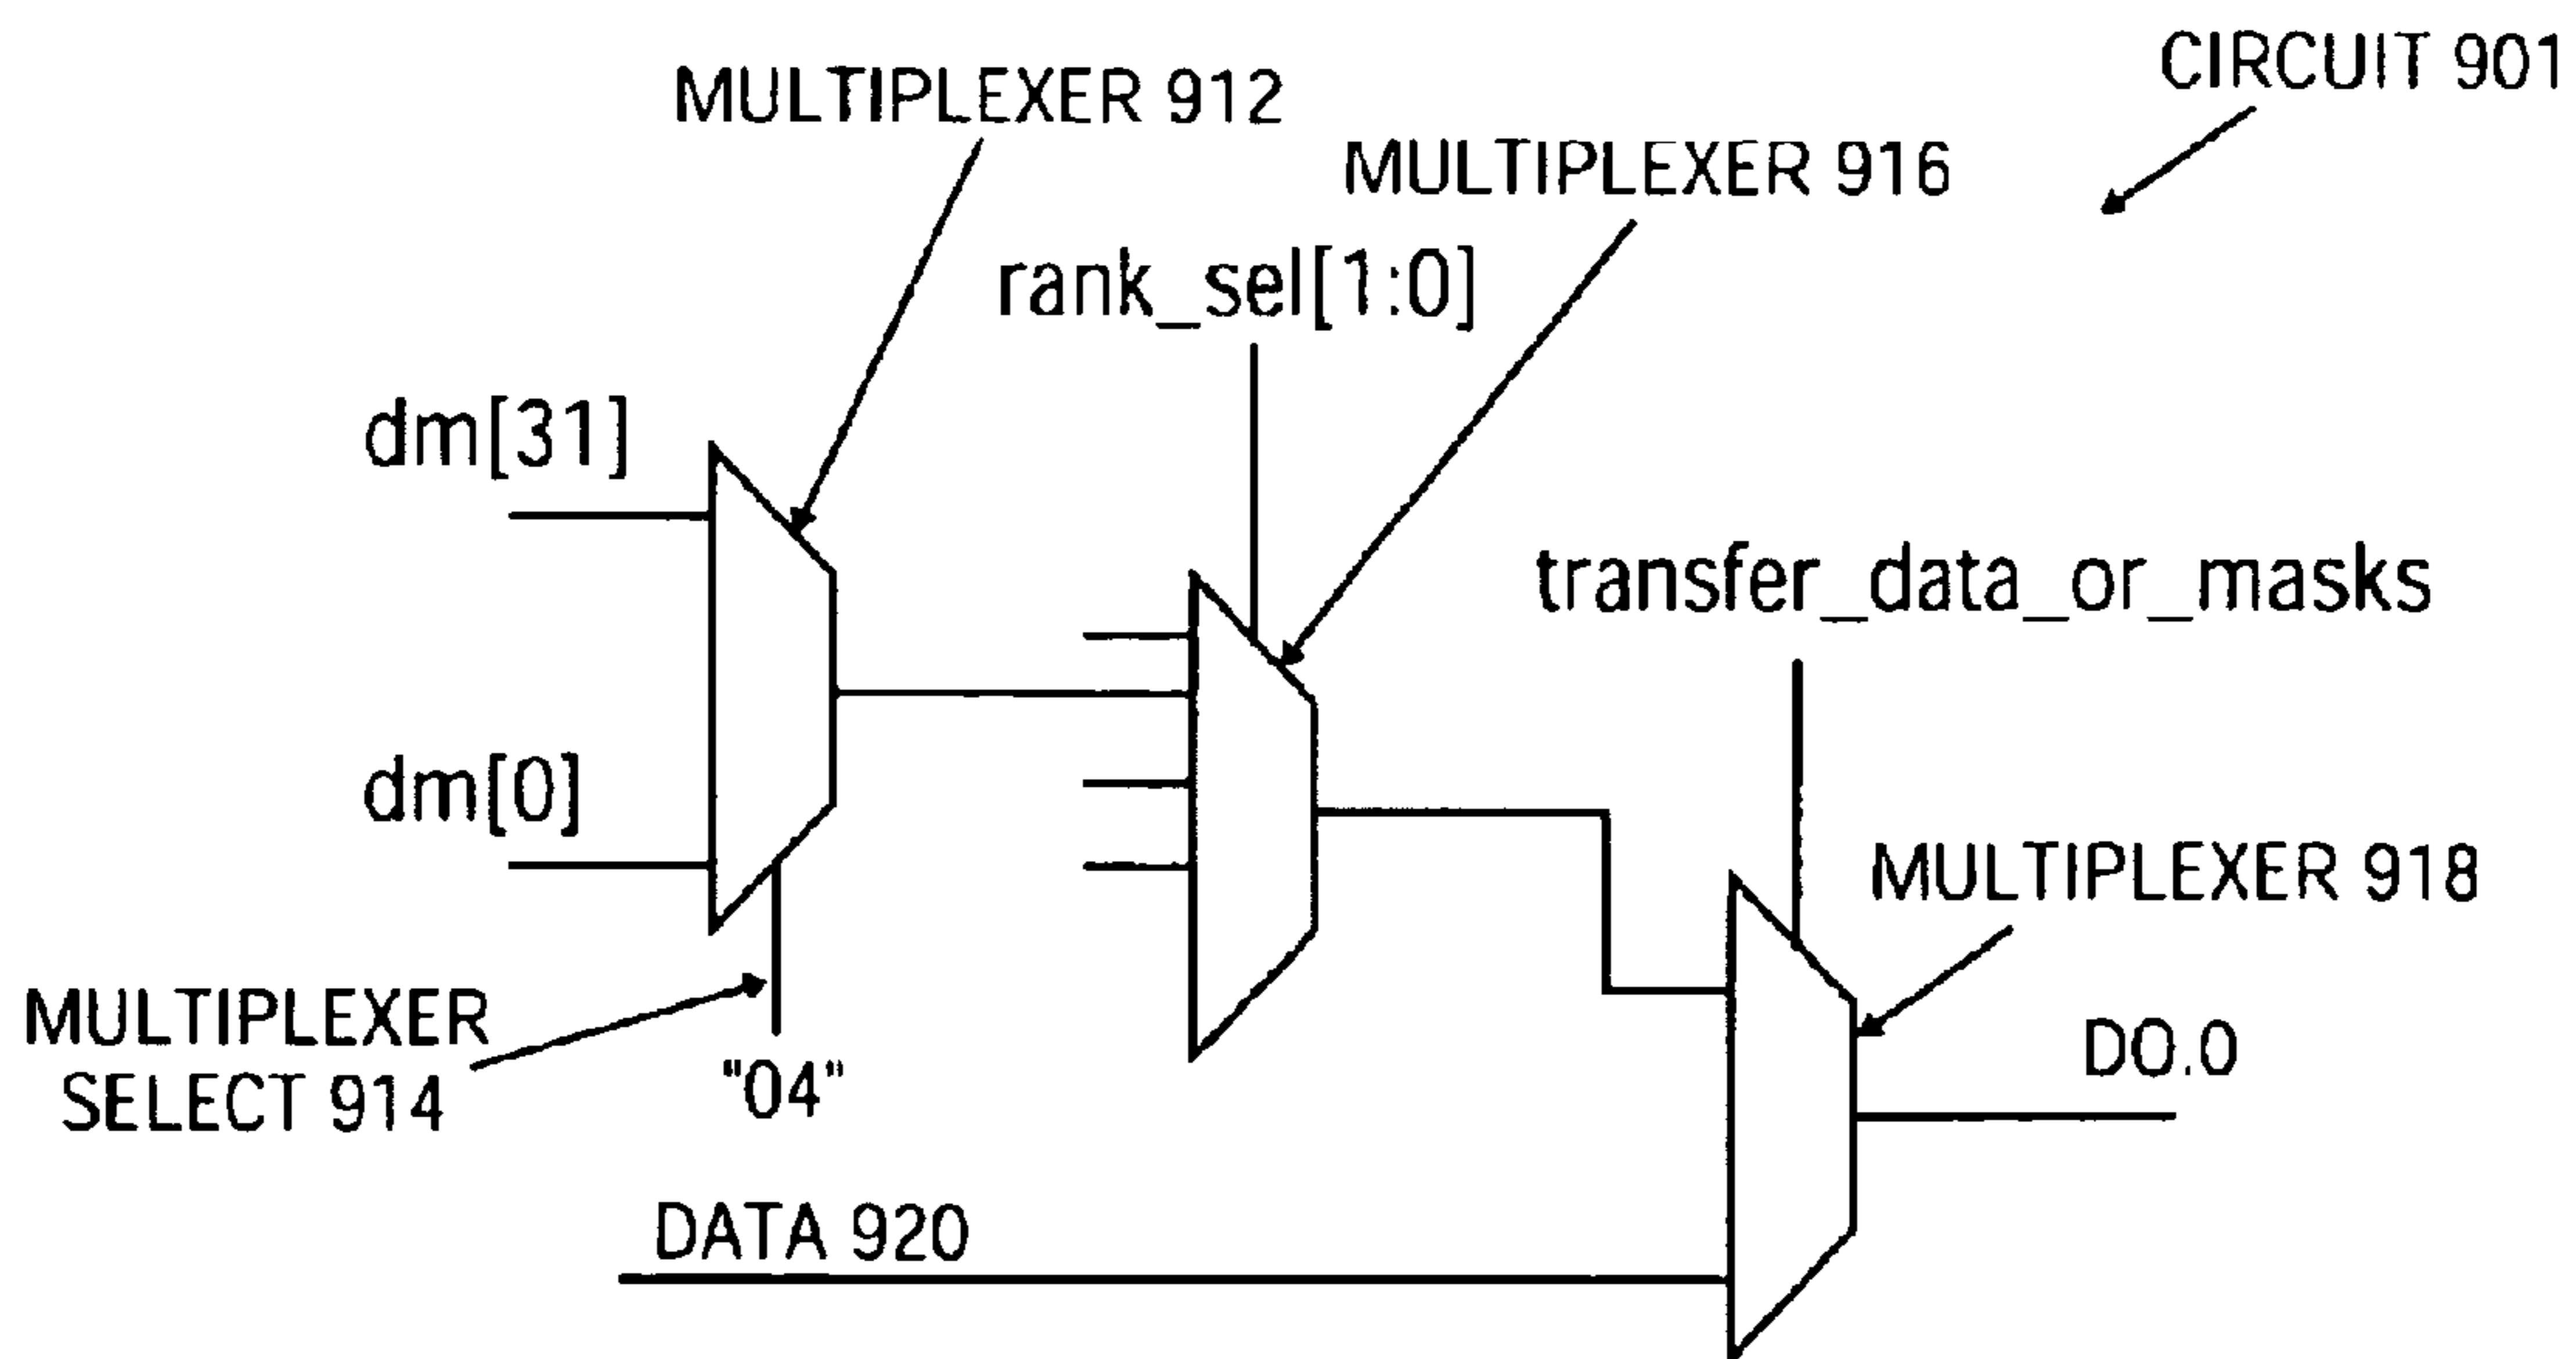 CIRCUIT 901
MULTIPLEXER 912
MULTIPLEXER 916
rank_sel[1:0]
dm[31]
transfer_data_or_masks
dm[0]
MULTIPLEXER 918
MULTIPLEXER
SELECT 914
"04"
DO.0
DATA 920